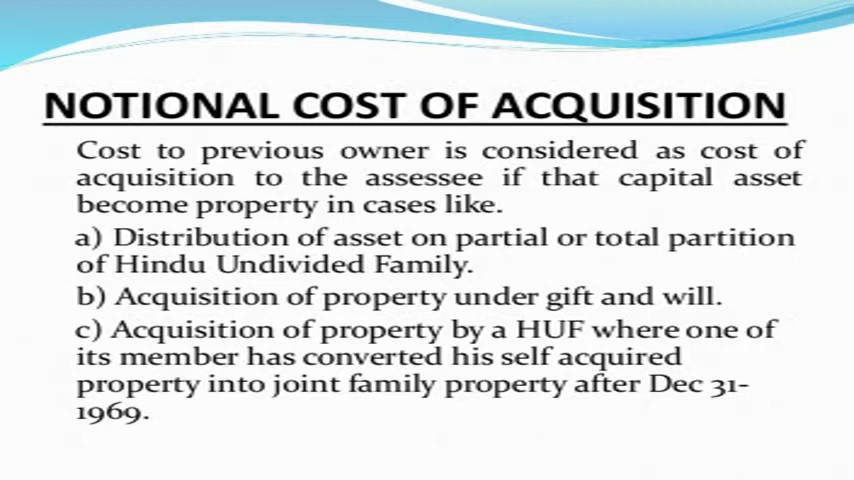 NOTIONAL COST OF ACQUISITION
Cost to previous owner is considered as cost of
acquisition to the assessee if that capital asset
become property in cases like.
a) Distribution of asset on partial or total partition
of Hindu Undivided Family.
b) Acquisition of property under gift and will.
c) Acquisition of property by a HUF where one of
its member has converted his self acquired
property into joint family property after Dec 31-
1969.